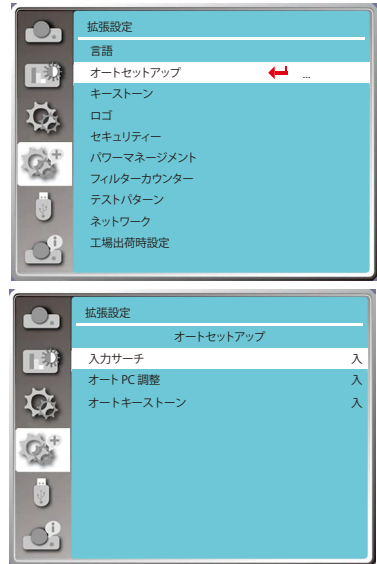 拡張設定
言語
オートセットアップ ...
キーストーン
ロゴ
セキュリティー
パワーマネージメント
フィルターカウンター
テストパターン
ネットワーク
工場出荷時設定
拡張設定
オートセットアップ
入力サーチ 入
オート PC 調整 入
オートキーストーン 入